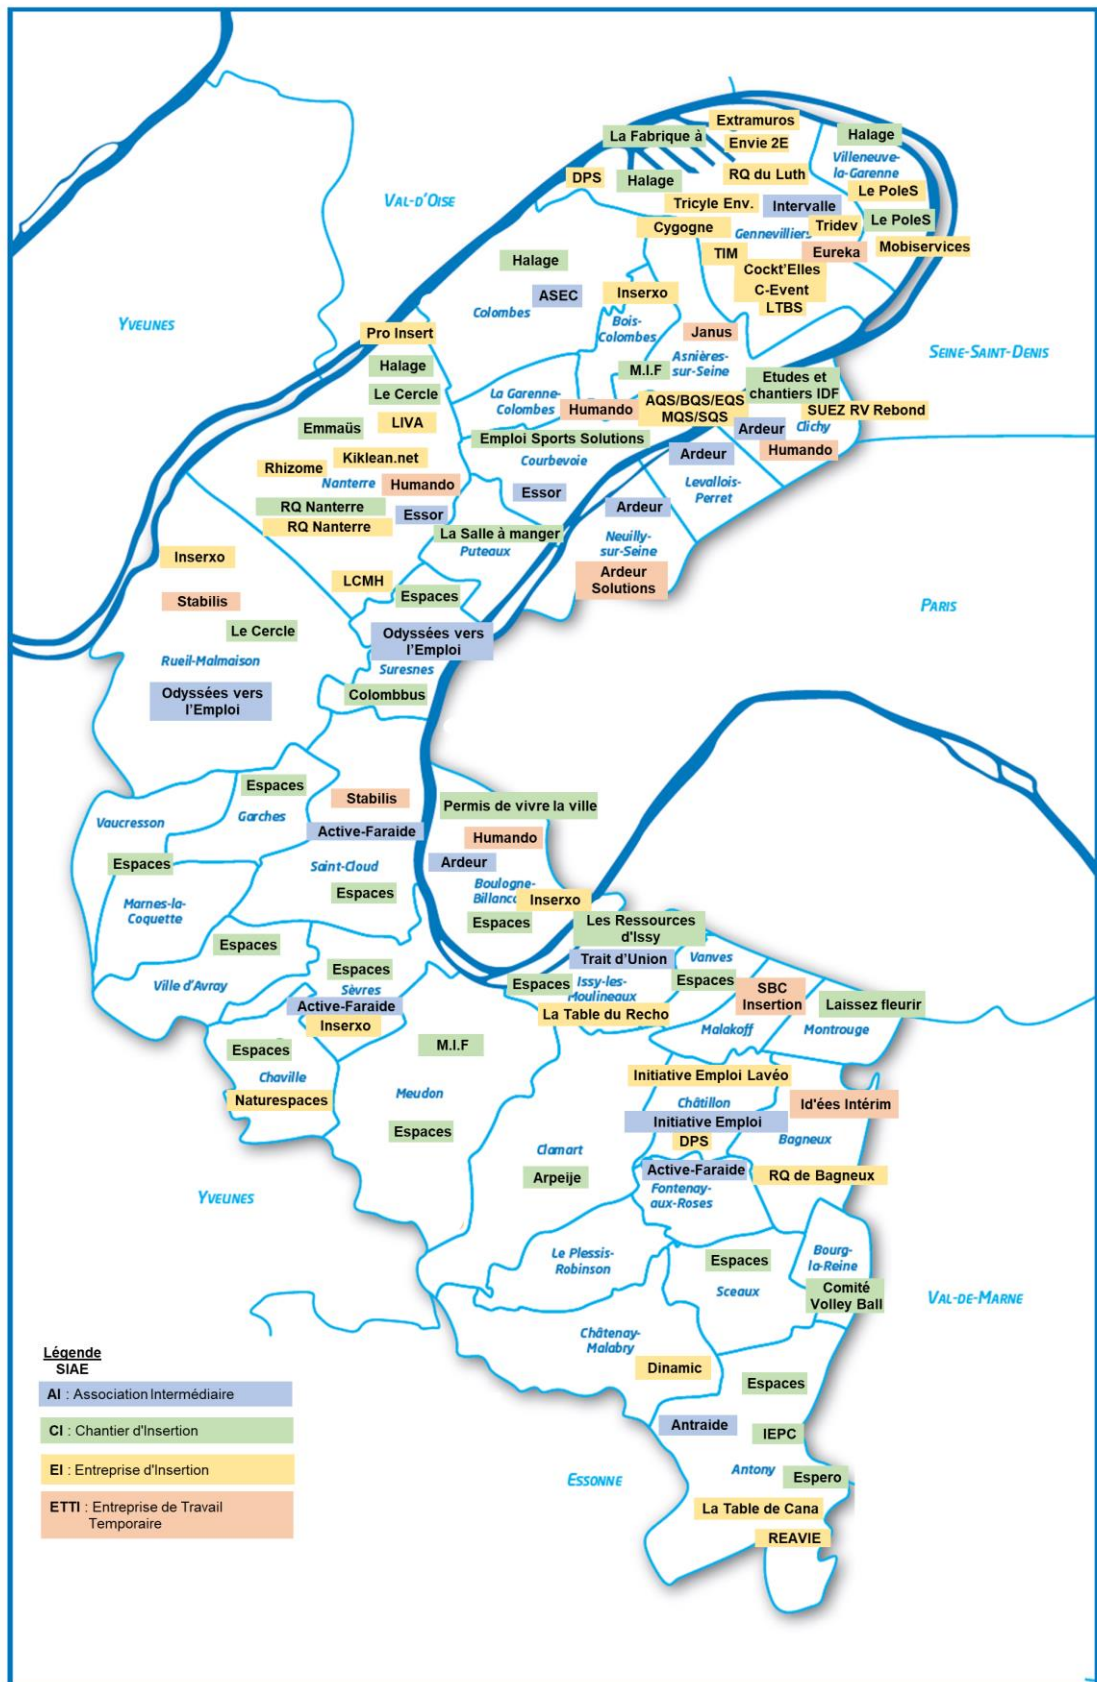 Extramuros
La Fabrique à
Envie 2E
Halage
Villeneuve-
la-Garenne
DPS
Halage
RQ du Luth
Le PoleS
VAL-D'OISE
Tricyle Env.
Intervalle
Le PoleS
Cygogne
Gennevilliers
Tridev
Mobiservices
TIM
Eureka
Halage
Cockt'Elles
C-Event
LTBS
ASEC
Inserxo
Colombes
Bois-
Colombes
YVELINES
Pro Insert
Janus
SEINE-SAINT-DENIS
Asnières-
sur-Seine
Halage
M.I.F
Etudes et
chantiers IDF
Le Cercle
La Garenne-
Colombes
Humando
AQS/BQS/EQS
MQS/SQS
SUEZ RV Rebond
Emmaüs
LIVA
Ardeur
Clichy
Emploi Sports Solutions
Humando
Kiklean.net
Courbevoie
Ardeur
Rhizome
Nanterre
Humando
Levallois-
Perret
Essor
RQ Nanterre
Essor
Ardeur
RQ Nanterre
La Salle à manger
Puteaux
Neuilly-
sur-Seine
Inserxo
Ardeur
Solutions
LCMH
Espaces
Stabilis
PARIS
Le Cercle
Odyssées vers
l'Emploi
Rueil-Malmaison
Suresnes
Odyssées vers
l'Emploi
Colombbus
Espaces
Stabilis
Permis de vivre la ville
Vaucresson
Garches
Active-Faraide
Humando
Espaces
Saint-Cloud
Ardeur
Boulogne-
Billanco
Marnes-la-
Coquette
Espaces
Inserxo
Espaces
Les Ressources
d'Issy
Espaces
Trait d'Union
Vanves
Espaces
Ville d'Avray
Sèvres
Espaces
Issy-les-
Moulineaux
Espaces
SBC
Insertion
Laissez fleurir
Active-Faraide
La Table du Recho
Inserxo
Malakoff
Montrouge
Espaces
M.I.F
Chaville
Initiative Emploi Lavéo
Naturespaces
Meudon
Châtillon
Id'ées Intérim
Initiative Emploi
Espaces
DPS
Bagneux
Clamart
Arpeije
Active-Faraide
RQ de Bagneux
YVELINES
Fontenay-
aux-Roses
Le Plessis-
Robinson
Espaces
Bourg-
la-Reine
Sceaux
Comité
Volley Ball
VAL-DE-MARNE
Châtenay-
Malabry
Dinamic
Espaces
Antraide
IEPC
Antony
Espero
ESSONNE
La Table de Cana
REAVIE
Légende
SIAE
AI : Association Intermédiaire
CI : Chantier d'Insertion
EI : Entreprise d'Insertion
ETTI : Entreprise de Travail
Temporaire